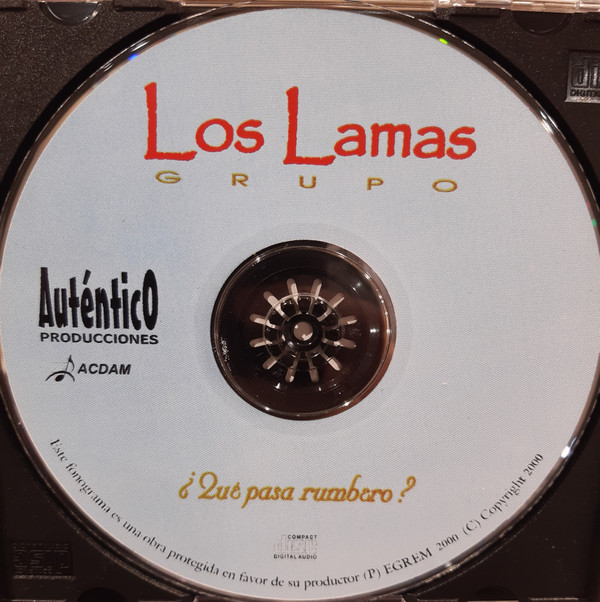 Los Lamas
GRUPO
Auténtico
PRODUCCIONES
ACDAM
¿Qué pasa rumbero?
COMPACT
disc
DIGITAL AUDIO
Este fonograma es una obra protegida en favor de su productor (P) EGREM 2000 (C) Copyright 2000